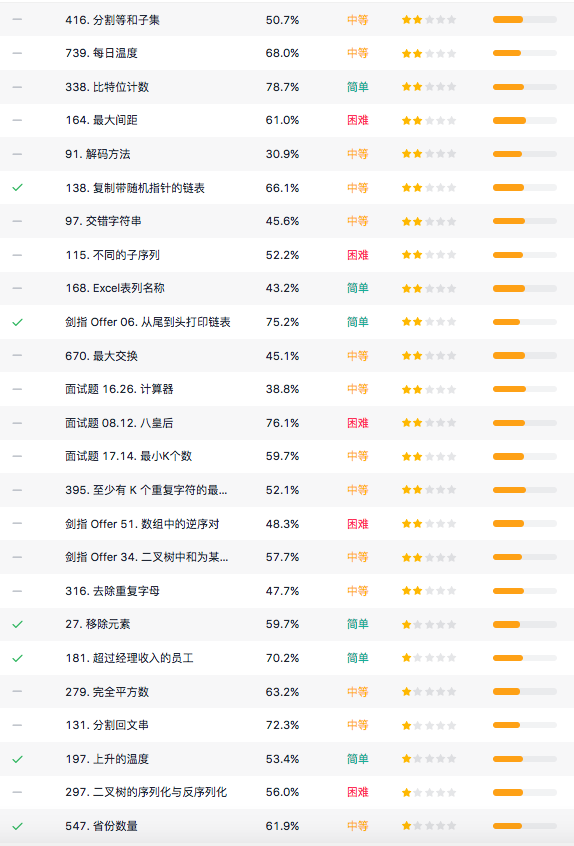 416. 分割等和子集 50.7% 中等
739. 每日温度 68.0% 中等
338. 比特位计数 78.7% 简单
164. 最大间距 61.0% 困难
91. 解码方法 30.9% 中等
138. 复制带随机指针的链表 66.1% 中等
97. 交错字符串 45.6% 中等
115. 不同的子序列 52.2% 困难
168. Excel表列名称 43.2% 简单
剑指 Offer 06. 从尾到头打印链表 75.2% 简单
670. 最大交换 45.1% 中等
面试题 16.26. 计算器 38.8% 中等
面试题 08.12. 八皇后 76.1% 困难
面试题 17.14. 最小K个数 59.7% 中等
395. 至少有 K 个重复字符的最... 52.1% 中等
剑指 Offer 51. 数组中的逆序对 48.3% 困难
剑指 Offer 34. 二叉树中和为某... 57.7% 中等
316. 去除重复字母 47.7% 中等
27. 移除元素 59.7% 简单
181. 超过经理收入的员工 70.2% 简单
279. 完全平方数 63.2% 中等
131. 分割回文串 72.3% 中等
197. 上升的温度 53.4% 简单
297. 二叉树的序列化与反序列化 56.0% 困难
547. 省份数量 61.9% 中等